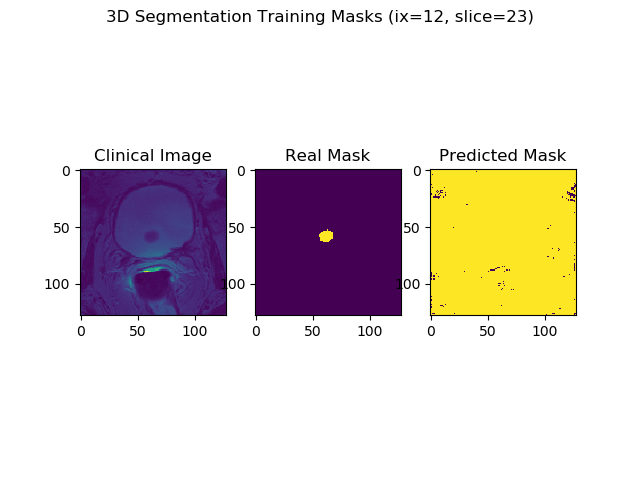 3D Segmentation Training Masks (ix=12, slice=23)
Clinical Image Real Mask Predicted Mask
0 0 0
50 50 50
100 100 100
0 50 100 0 50 100 0 50 100